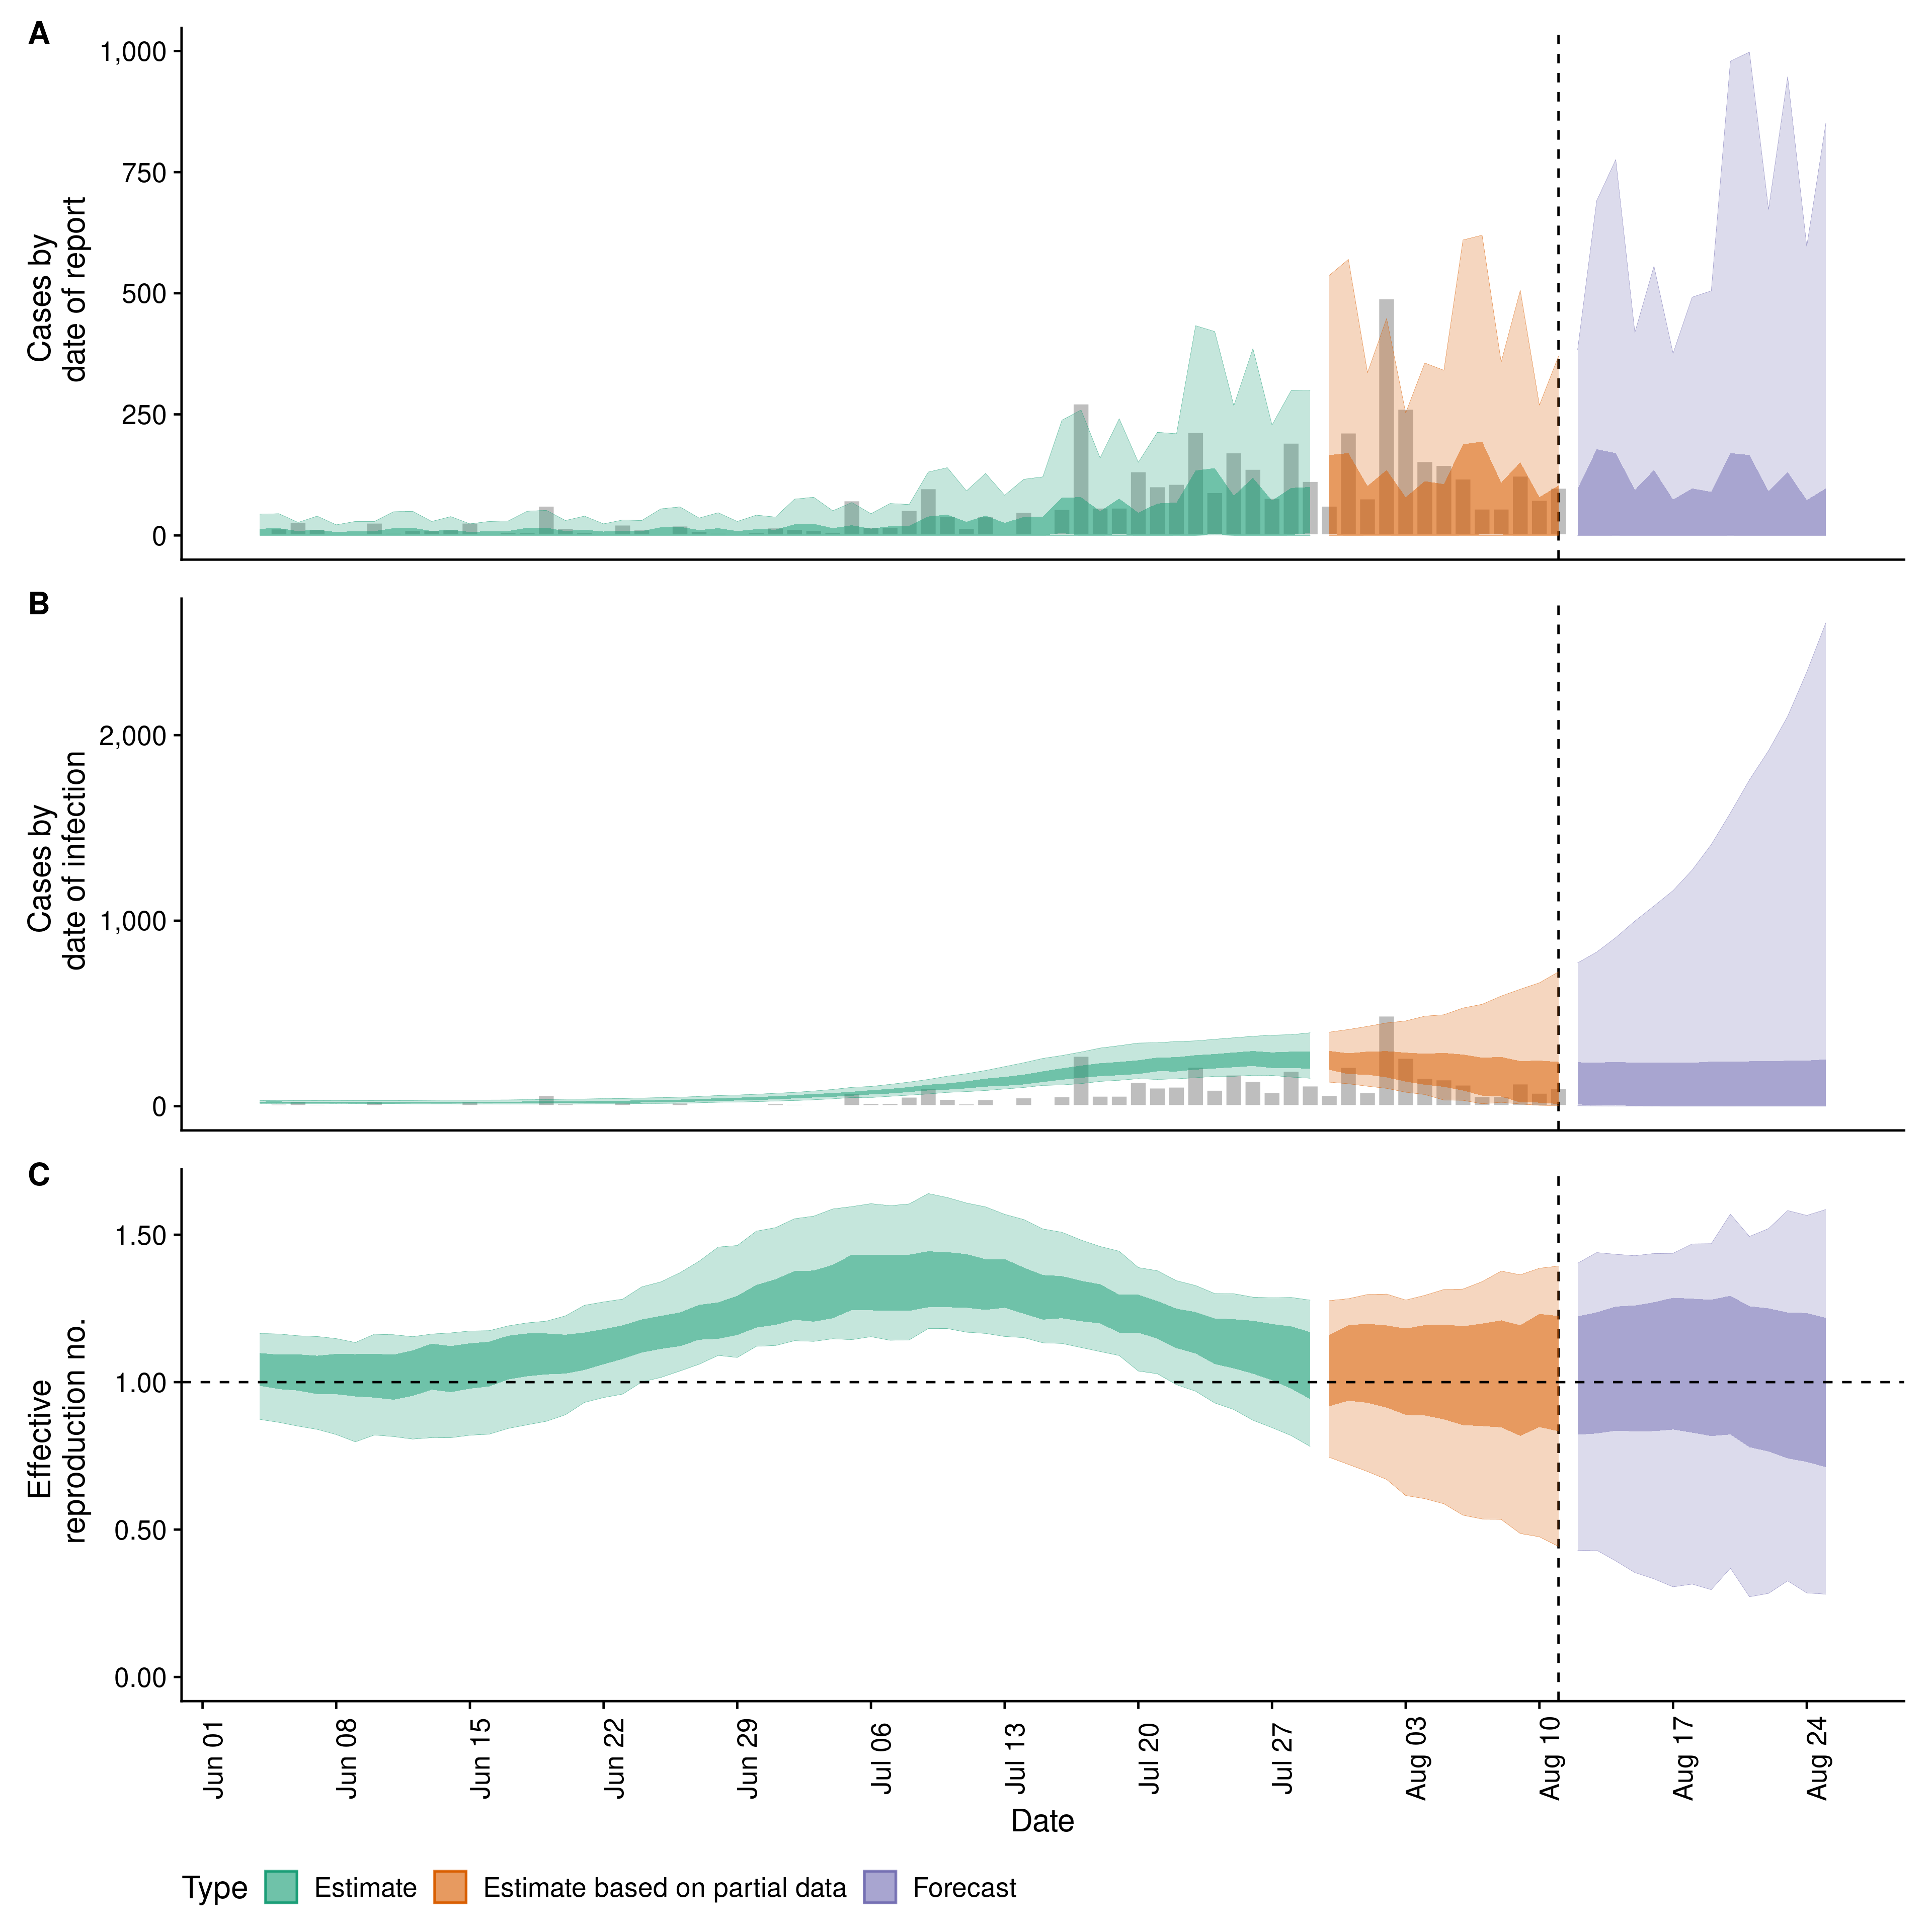 A
1,000
750
500
250
0
Cases by
date of report
B
2,000
1,000
0
Cases by
date of infection
C
1.50
1.00
0.50
0.00
Effective
reproduction no.
Jun 01
Jun 08
Jun 15
Jun 22
Jun 29
Jul 06
Jul 13
Jul 20
Jul 27
Aug 03
Aug 10
Aug 17
Aug 24
Date
Type Estimate Estimate based on partial data Forecast